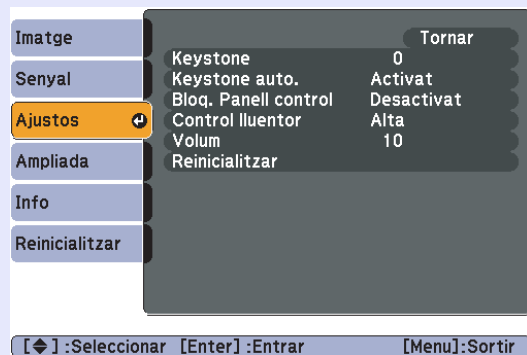 Imatge
Senyal
Ajustos
Ampliada
Info
Reinicialitzar
Tornar
Keystone 0
Keystone auto. Activat
Bloq. Panell control Desactivat
Control lluentor Alta
Volum 10
Reinicialitzar
[◆] :Seleccionar [Enter] :Entrar [Menu]:Sortir